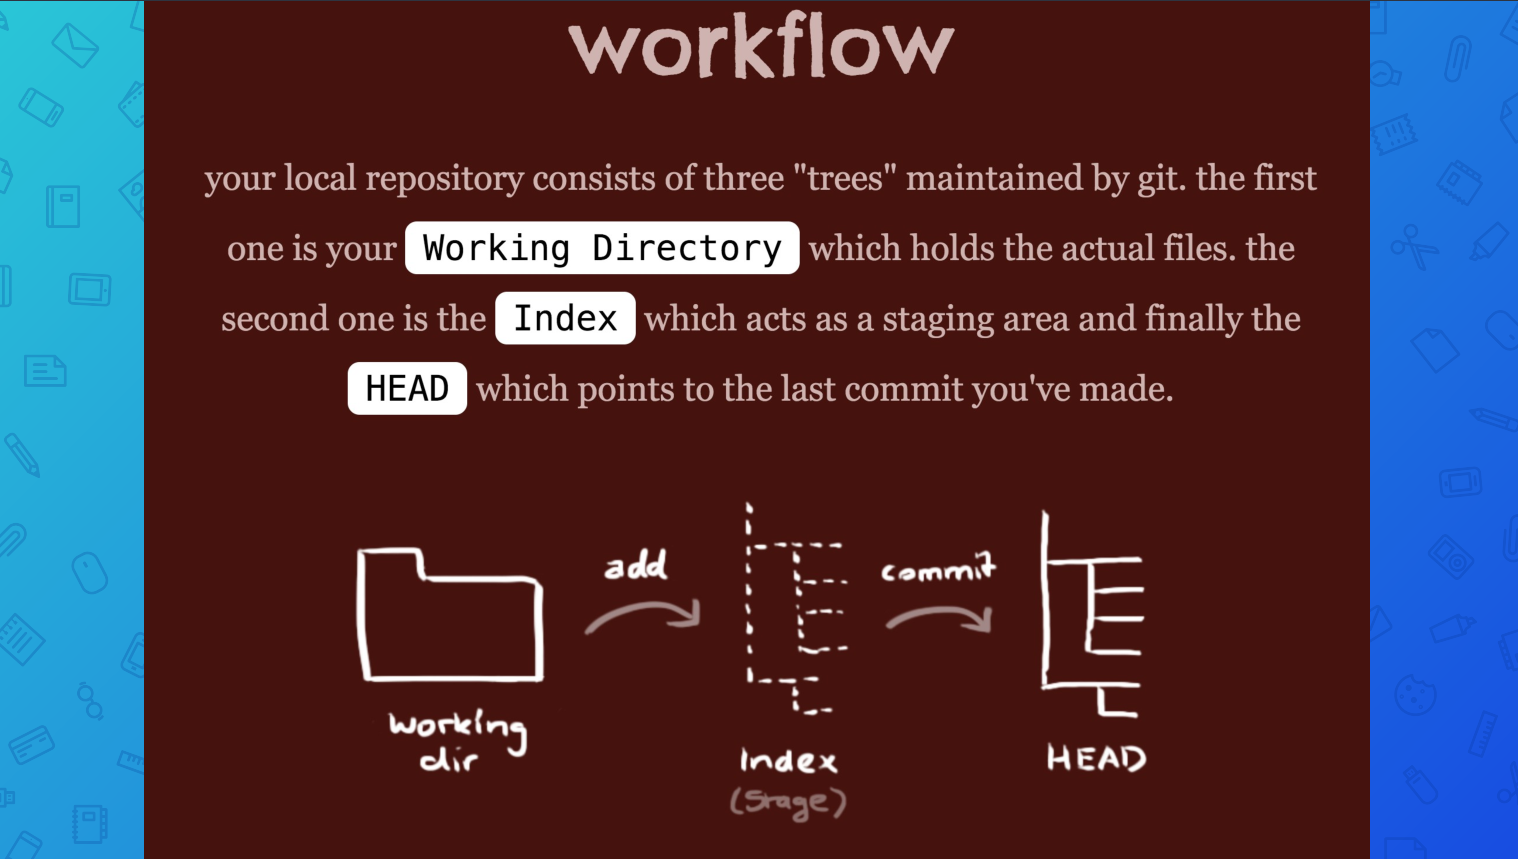 workflow
your local repository consists of three "trees" maintained by git. the first
one is your Working Directory which holds the actual files. the
second one is the Index which acts as a staging area and finally the
HEAD which points to the last commit you've made.
add
commit
working
dir
Index
(Stage)
HEAD